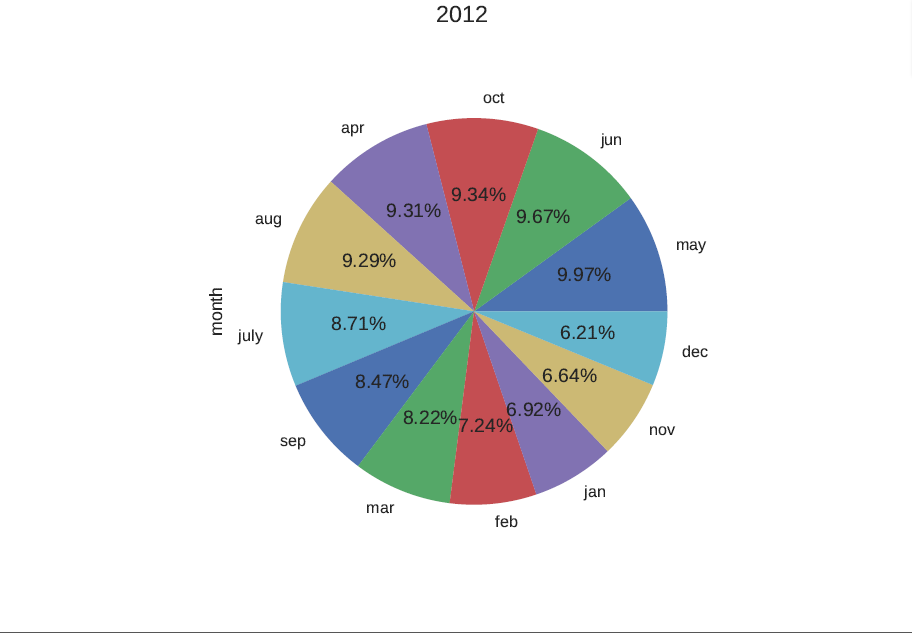 2012
oct
apr
jun
9.34%
9.31%
9.67%
aug
may
9.29%
9.97%
month
8.71%
6.21%
july
dec
6.64%
8.47%
6.92%
8.22%
7.24%
sep
nov
jan
mar
feb